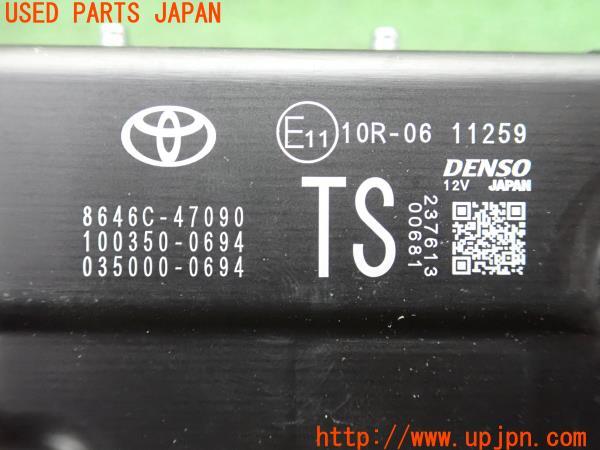 USED PARTS JAPAN
E11 10R-06 11259
DENSO
12V JAPAN
8646C-47090
100350-0694
035000-0694
TS
237613
00681
http://www.upjpn.com/